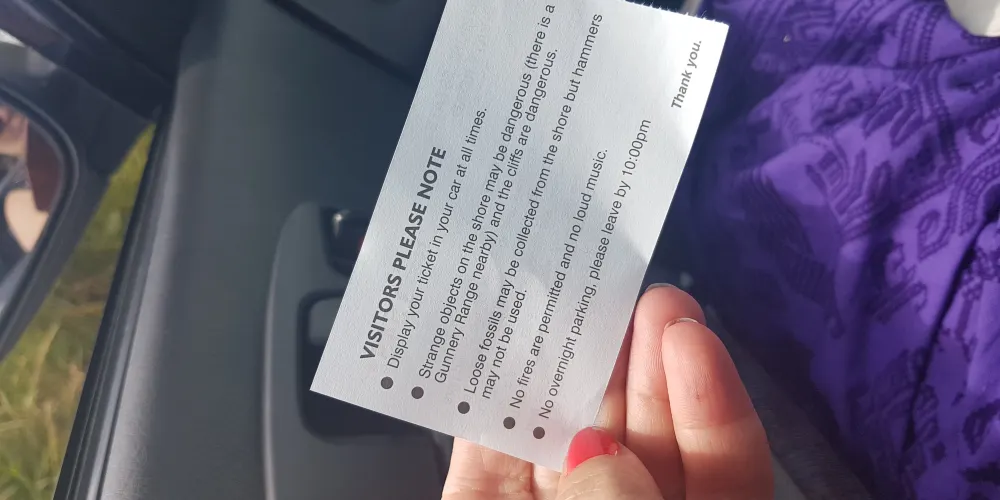 VISITORS PLEASE NOTE
● Display your ticket in your car at all times.
● Strange objects on the shore may be dangerous (there is a
Gunnery Range nearby) and the cliffs are dangerous.
● Loose fossils may be collected from the shore but hammers
may not be used.
● No fires are permitted and no loud music.
● No overnight parking, please leave by 10:00pm
Thank you.